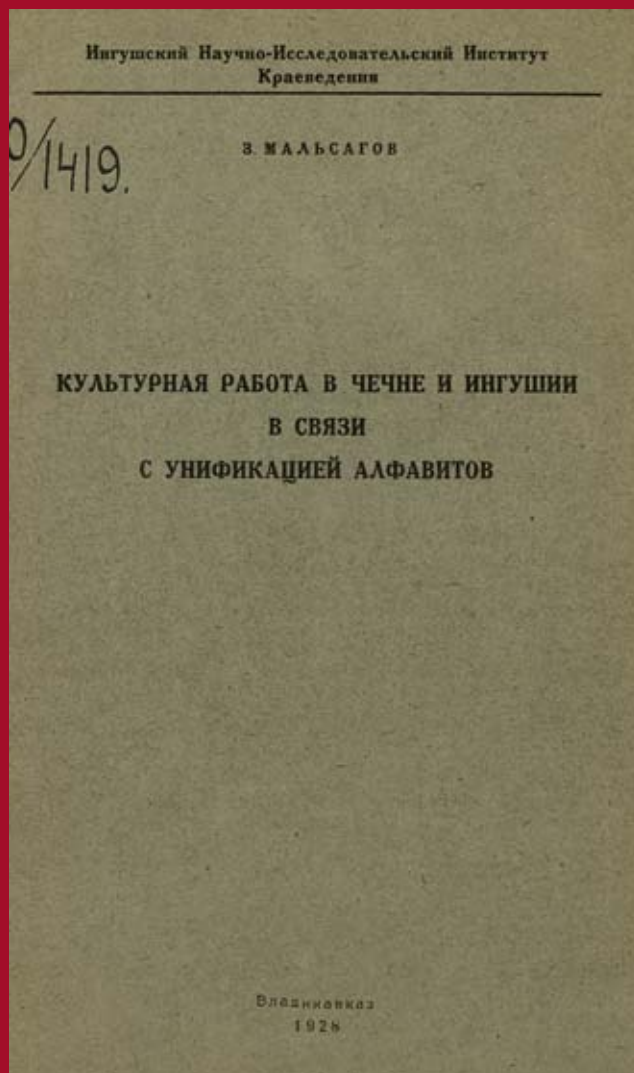 Ингушский Научно-Исследовательский Институт
Краеведения
0/1419.
З. МАЛЬСАГОВ
КУЛЬТУРНАЯ РАБОТА В ЧЕЧНЕ И ИНГУШИИ
В СВЯЗИ
С УНИФИКАЦИЕЙ АЛФАВИТОВ
Владикавказ
1928